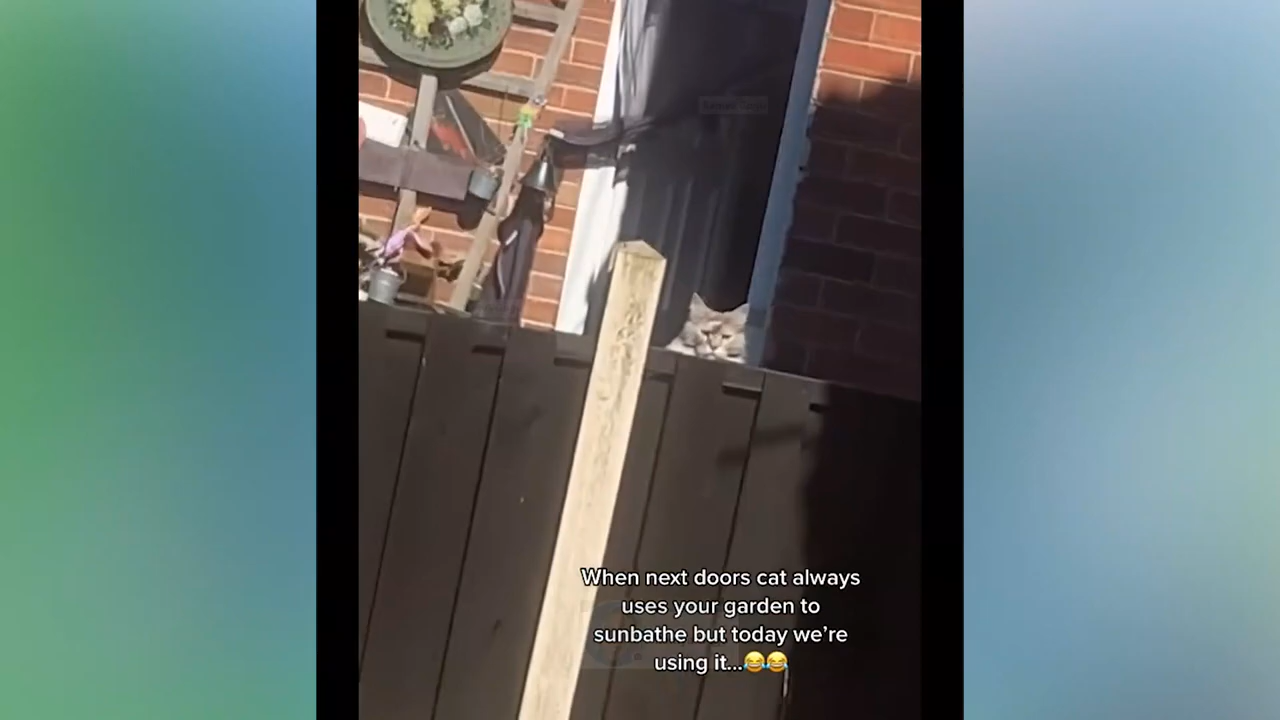 When next doors cat always
uses your garden to
sunbathe but today we’re
using it...😂😂